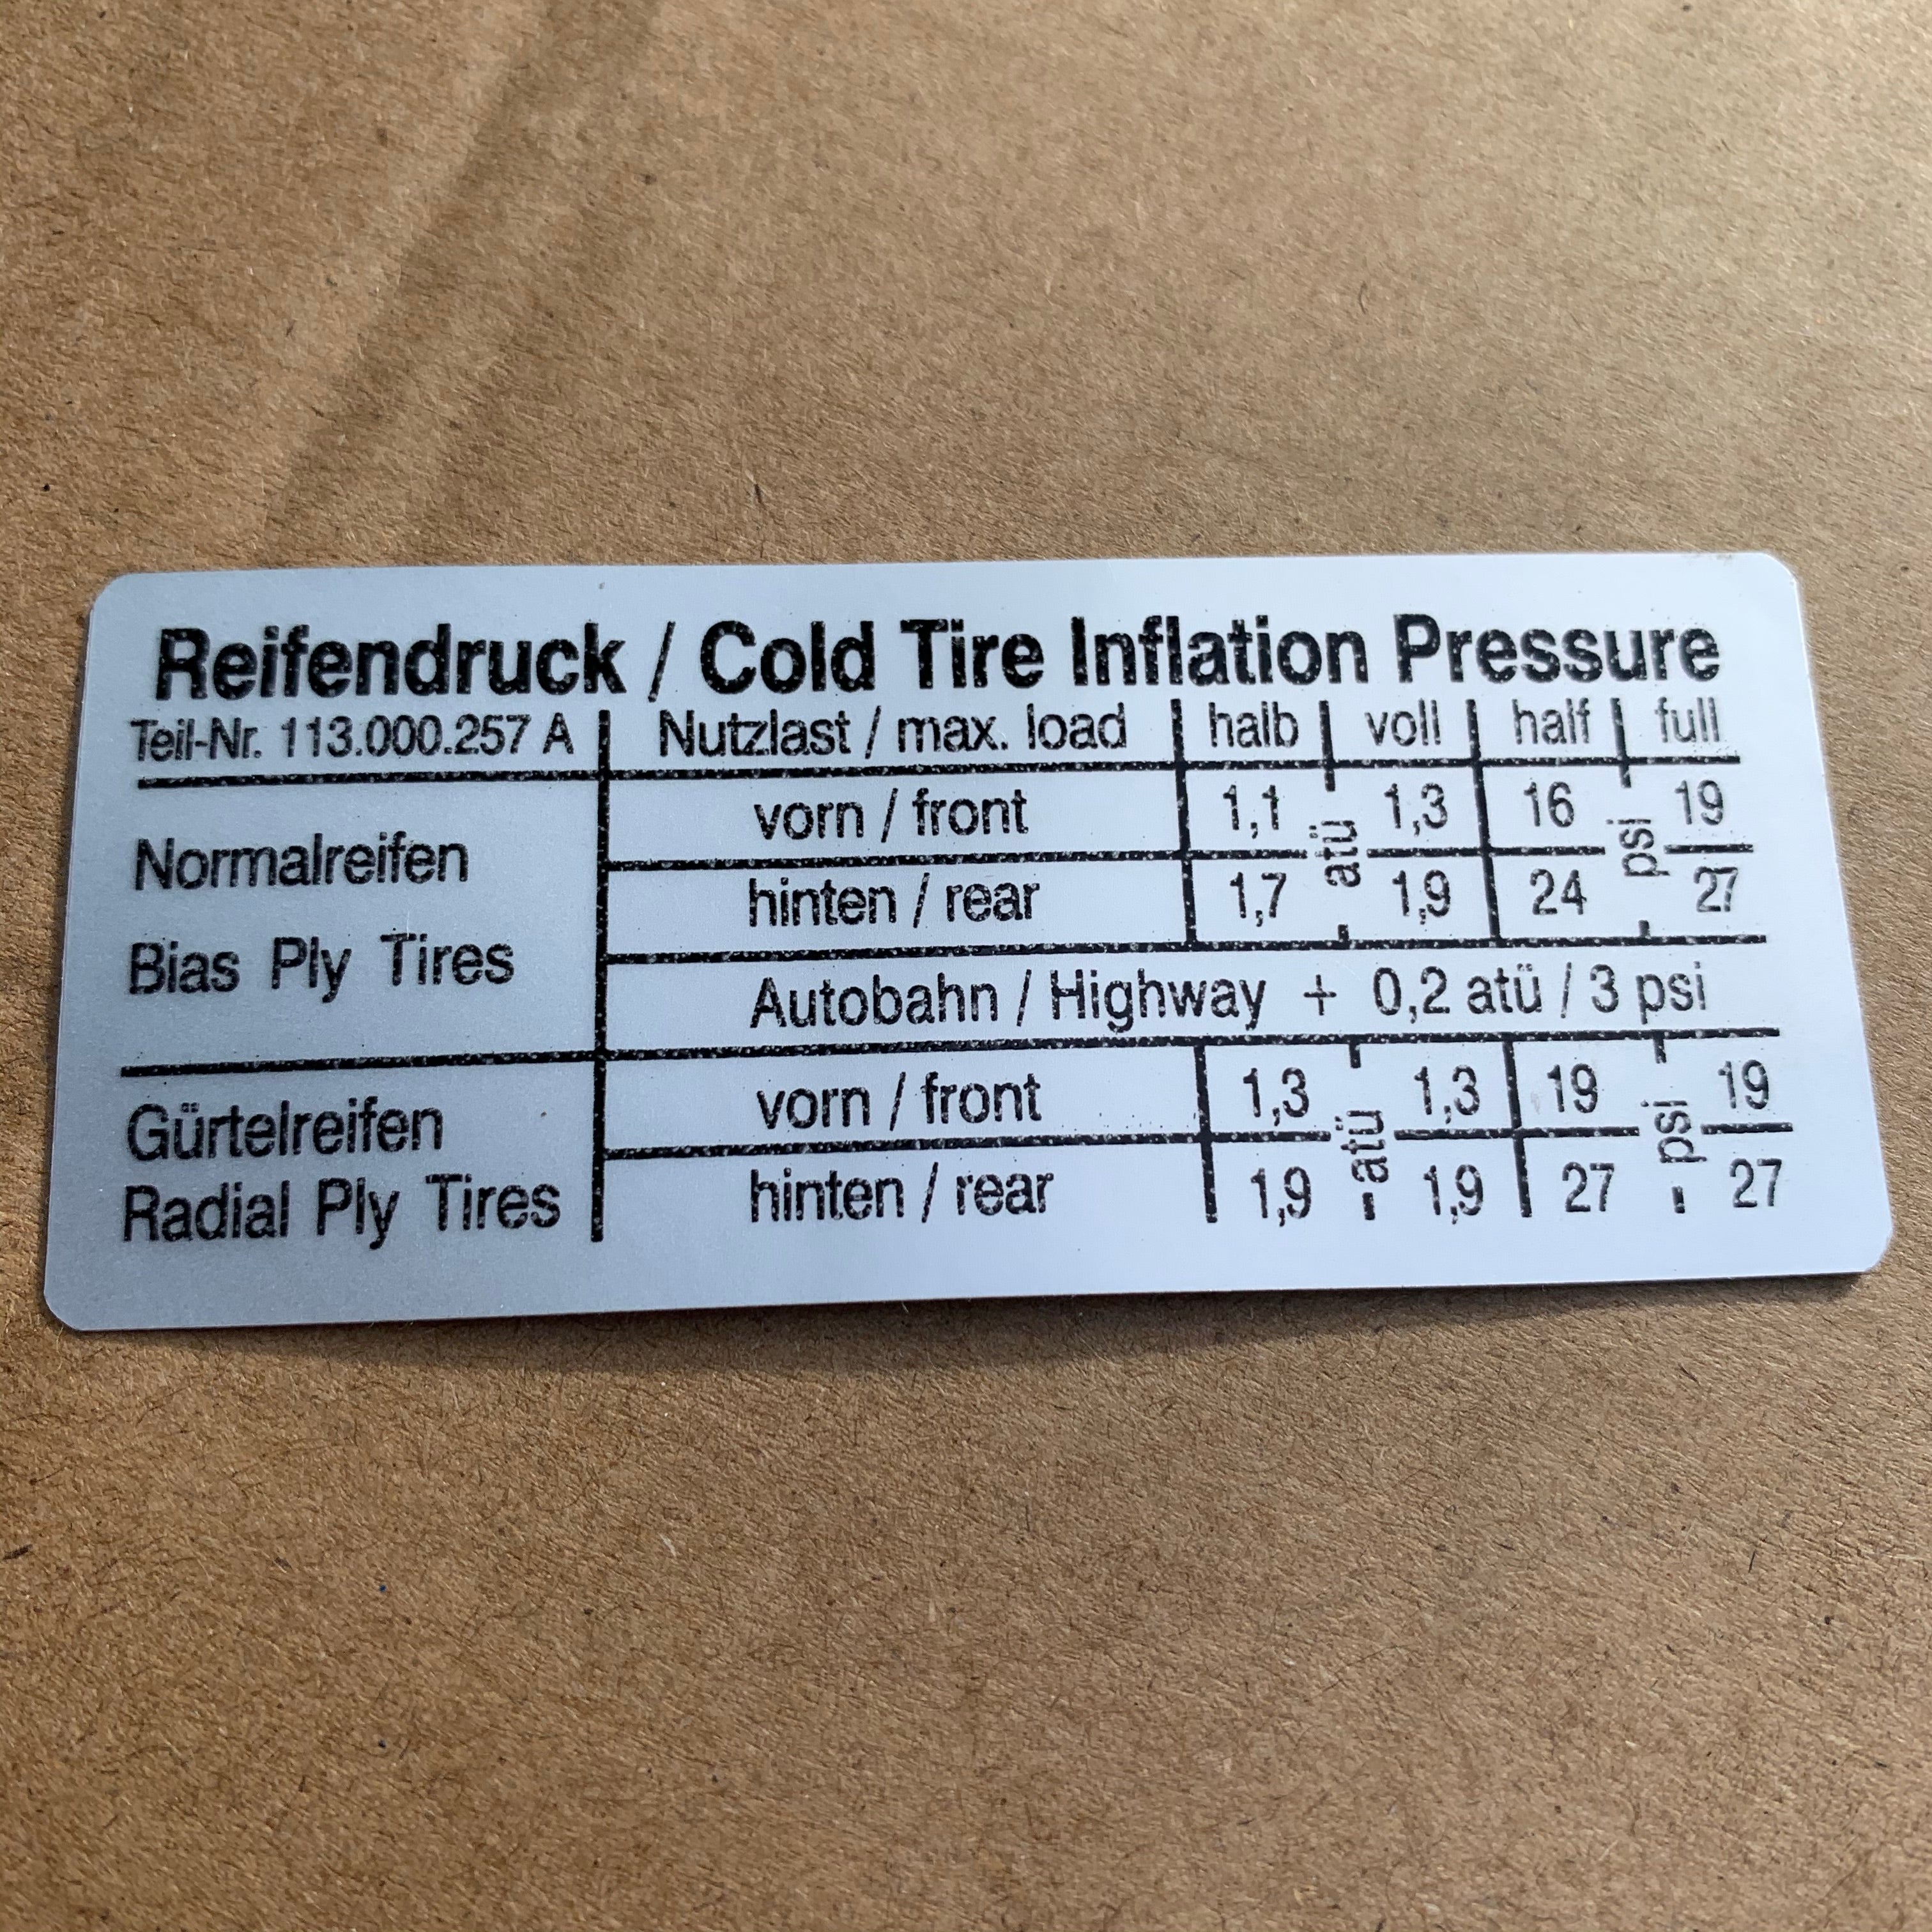 Reifendruck / Cold Tire Inflation Pressure
Teil-Nr. 113.000.257 A Nutzlast / max. load halb voll half full
Normalreifen
Bias Ply Tires
vorn / front 1,1 atü 1,3 16 psi 19
hinten / rear 1,7 1,9 24 27
Autobahn / Highway + 0,2 atü / 3 psi
Gürtelreifen
Radial Ply Tires
vorn / front 1,3 atü 1,3 19 psi 19
hinten / rear 1,9 1,9 27 27